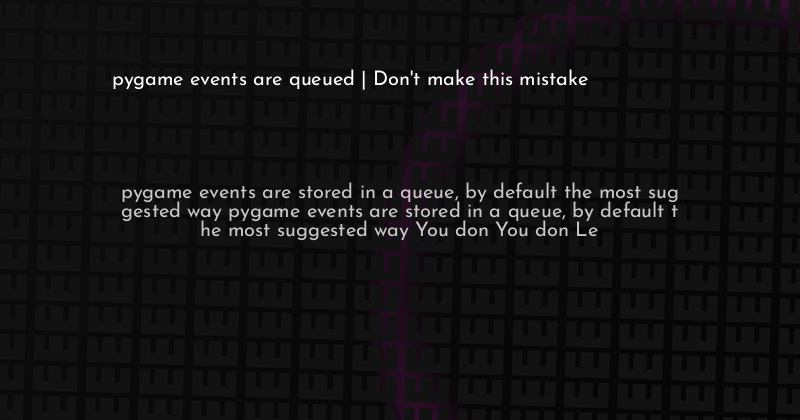 pygame events are queued | Don't make this mistake
pygame events are stored in a queue, by default the most sug
gested way pygame events are stored in a queue, by default t
he most suggested way You don You don Le